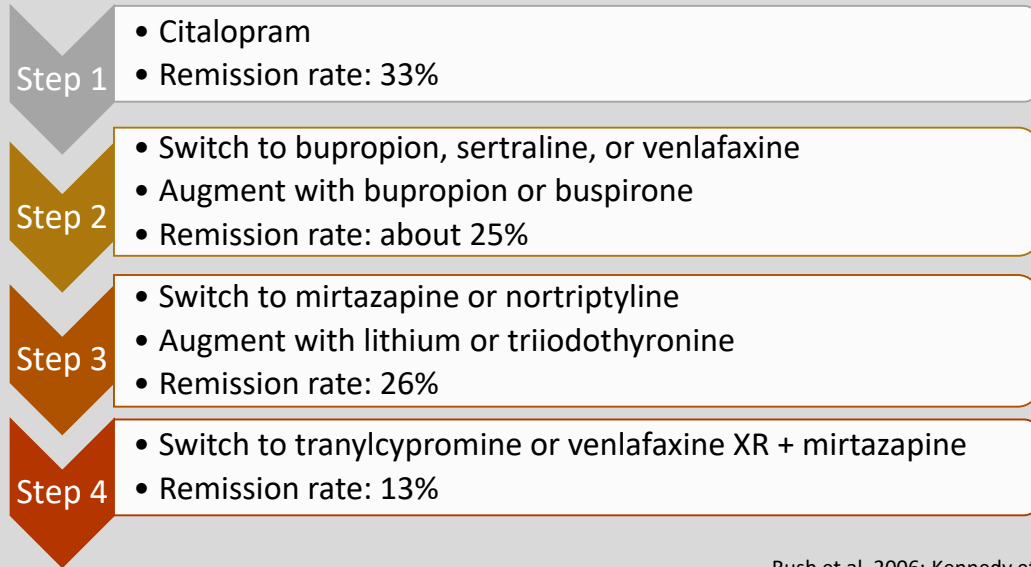 Step 1
• Citalopram
• Remission rate: 33%
Step 2
• Switch to bupropion, sertraline, or venlafaxine
• Augment with bupropion or buspirone
• Remission rate: about 25%
Step 3
• Switch to mirtazapine or nortriptyline
• Augment with lithium or triiodothyronine
• Remission rate: 26%
Step 4
• Switch to tranylcypromine or venlafaxine XR + mirtazapine
• Remission rate: 13%
Rush et al. 2006; Kennedy